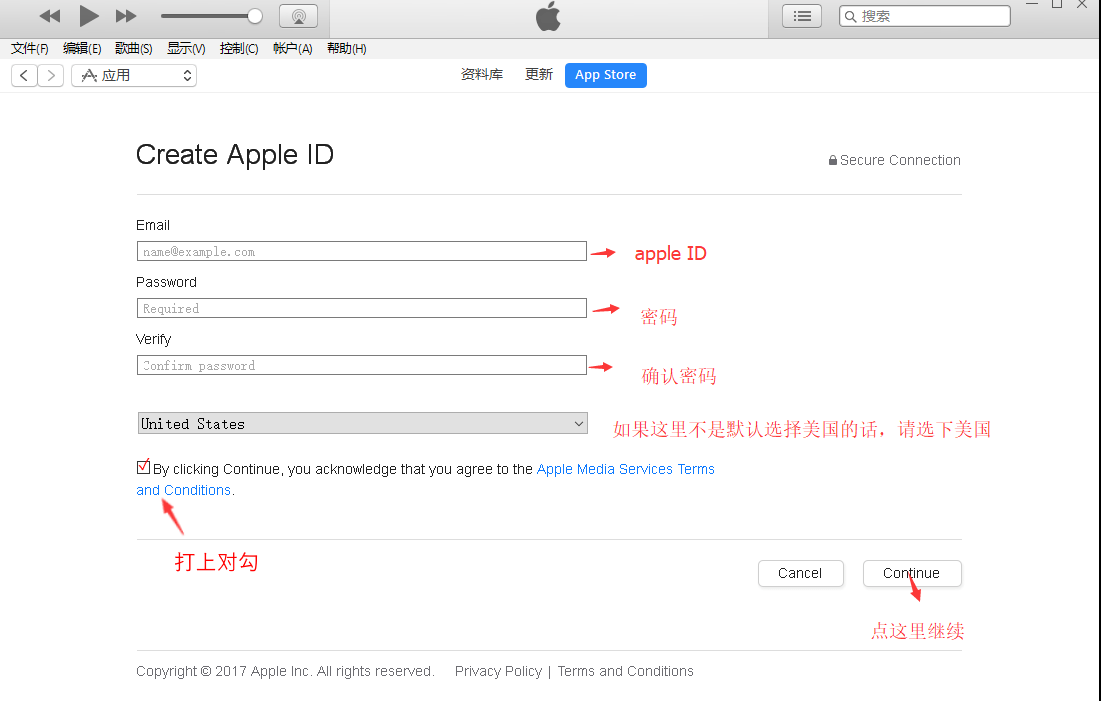 搜索
文件(F) 编辑(E) 歌曲(S) 显示(V) 控制(C) 帐户(A) 帮助(H)
应用 资料库 更新 App Store
Create Apple ID
Secure Connection
Email
name@example.com
apple ID
Password
Required
密码
Verify
Confirm password
确认密码
United States
如果这里不是默认选择美国的话，请选下美国
By clicking Continue, you acknowledge that you agree to the Apple Media Services Terms
and Conditions.
打上对勾
Cancel Continue
点这里继续
Copyright © 2017 Apple Inc. All rights reserved. Privacy Policy | Terms and Conditions